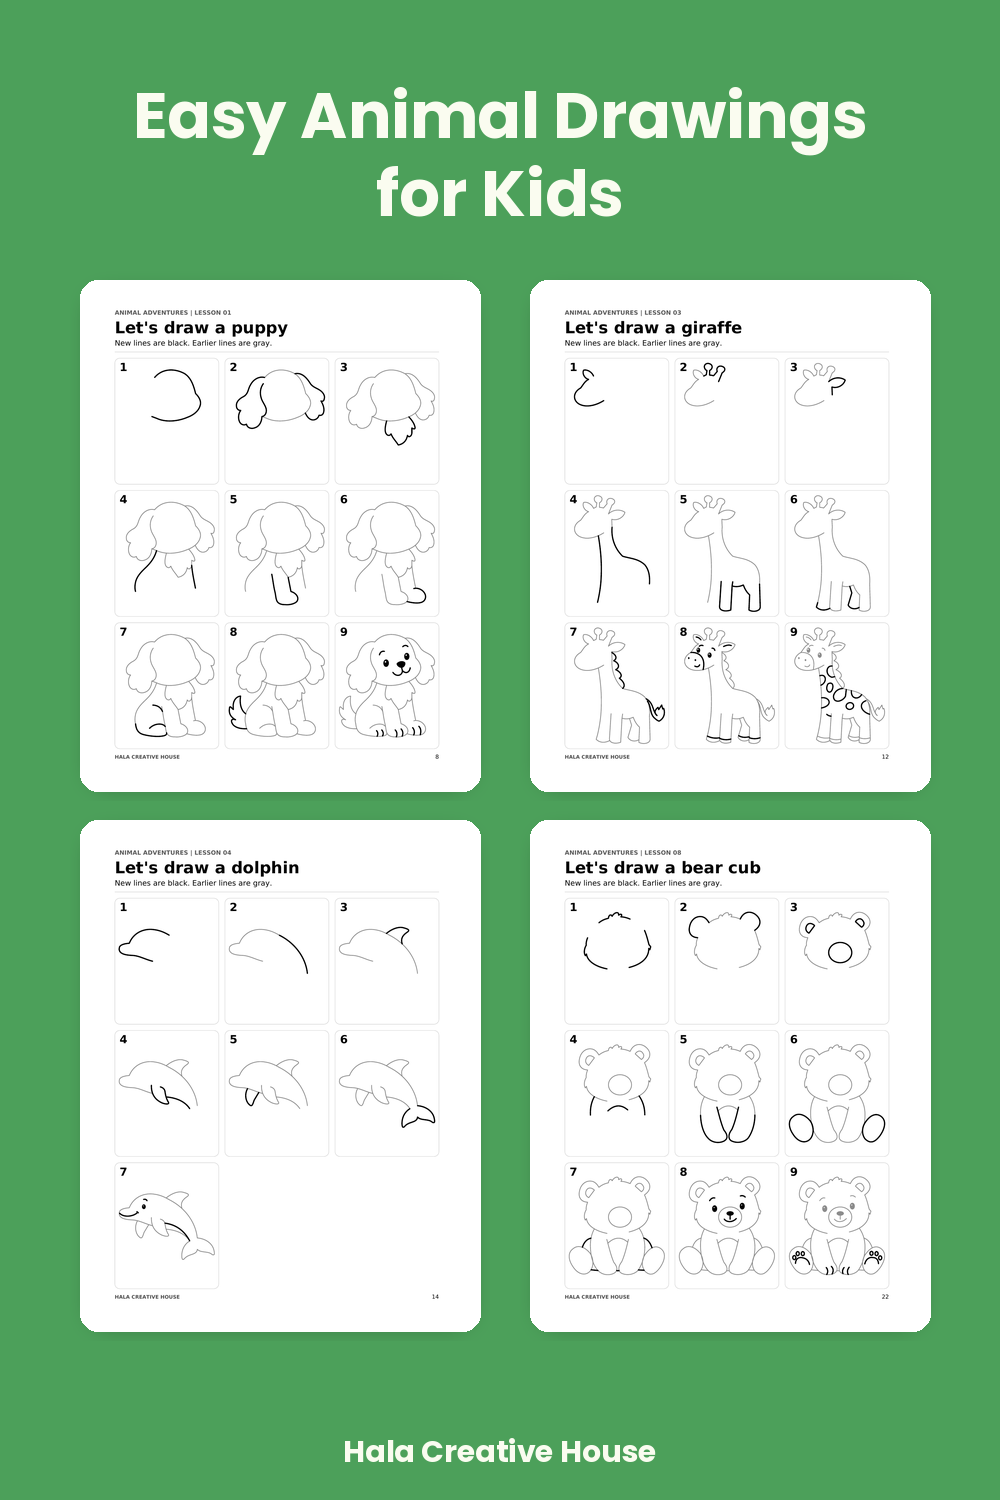 Easy Animal Drawings
for Kids
ANIMAL ADVENTURES | LESSON 01
Let's draw a puppy
New lines are black. Earlier lines are gray.
1
2
3
4
5
6
7
8
9
HALA CREATIVE HOUSE
8
ANIMAL ADVENTURES | LESSON 03
Let's draw a giraffe
New lines are black. Earlier lines are gray.
1
2
3
4
5
6
7
8
9
HALA CREATIVE HOUSE
12
ANIMAL ADVENTURES | LESSON 04
Let's draw a dolphin
New lines are black. Earlier lines are gray.
1
2
3
4
5
6
7
HALA CREATIVE HOUSE
14
ANIMAL ADVENTURES | LESSON 08
Let's draw a bear cub
New lines are black. Earlier lines are gray.
1
2
3
4
5
6
7
8
9
HALA CREATIVE HOUSE
22
Hala Creative House